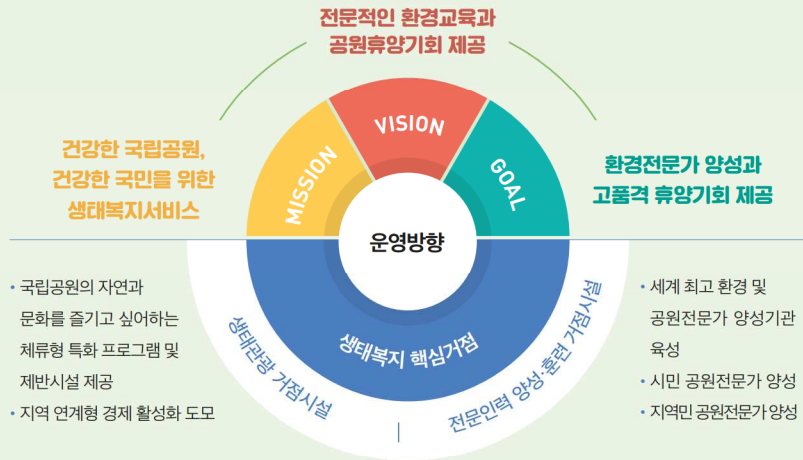 전문적인 환경교육과
공원휴양기회 제공
VISION
MISSION
GOAL
건강한 국립공원,
건강한 국민을 위한
생태복지서비스
환경전문가 양성과
고품격 휴양기회 제공
운영방향
생태복지 핵심거점
생태관광 거점시설
전문인력 양성·훈련 거점시설
• 국립공원의 자연과
문화를 즐기고 싶어하는
체류형 특화 프로그램 및
제반시설 제공
• 지역 연계형 경제 활성화 도모
• 세계 최고 환경 및
공원전문가 양성기관
육성
• 시민 공원전문가 양성
• 지역민 공원전문가 양성